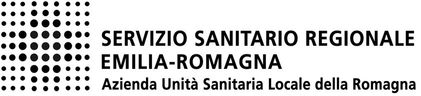 SERVIZIO SANITARIO REGIONALE
EMILIA-ROMAGNA
Azienda Unità Sanitaria Locale della Romagna